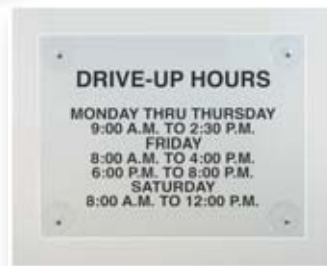 DRIVE-UP HOURS
MONDAY THRU THURSDAY
9:00 A.M. TO 2:30 P.M.
FRIDAY
8:00 A.M. TO 4:00 P.M.
6:00 P.M. TO 8:00 P.M.
SATURDAY
8:00 A.M. TO 12:00 P.M.